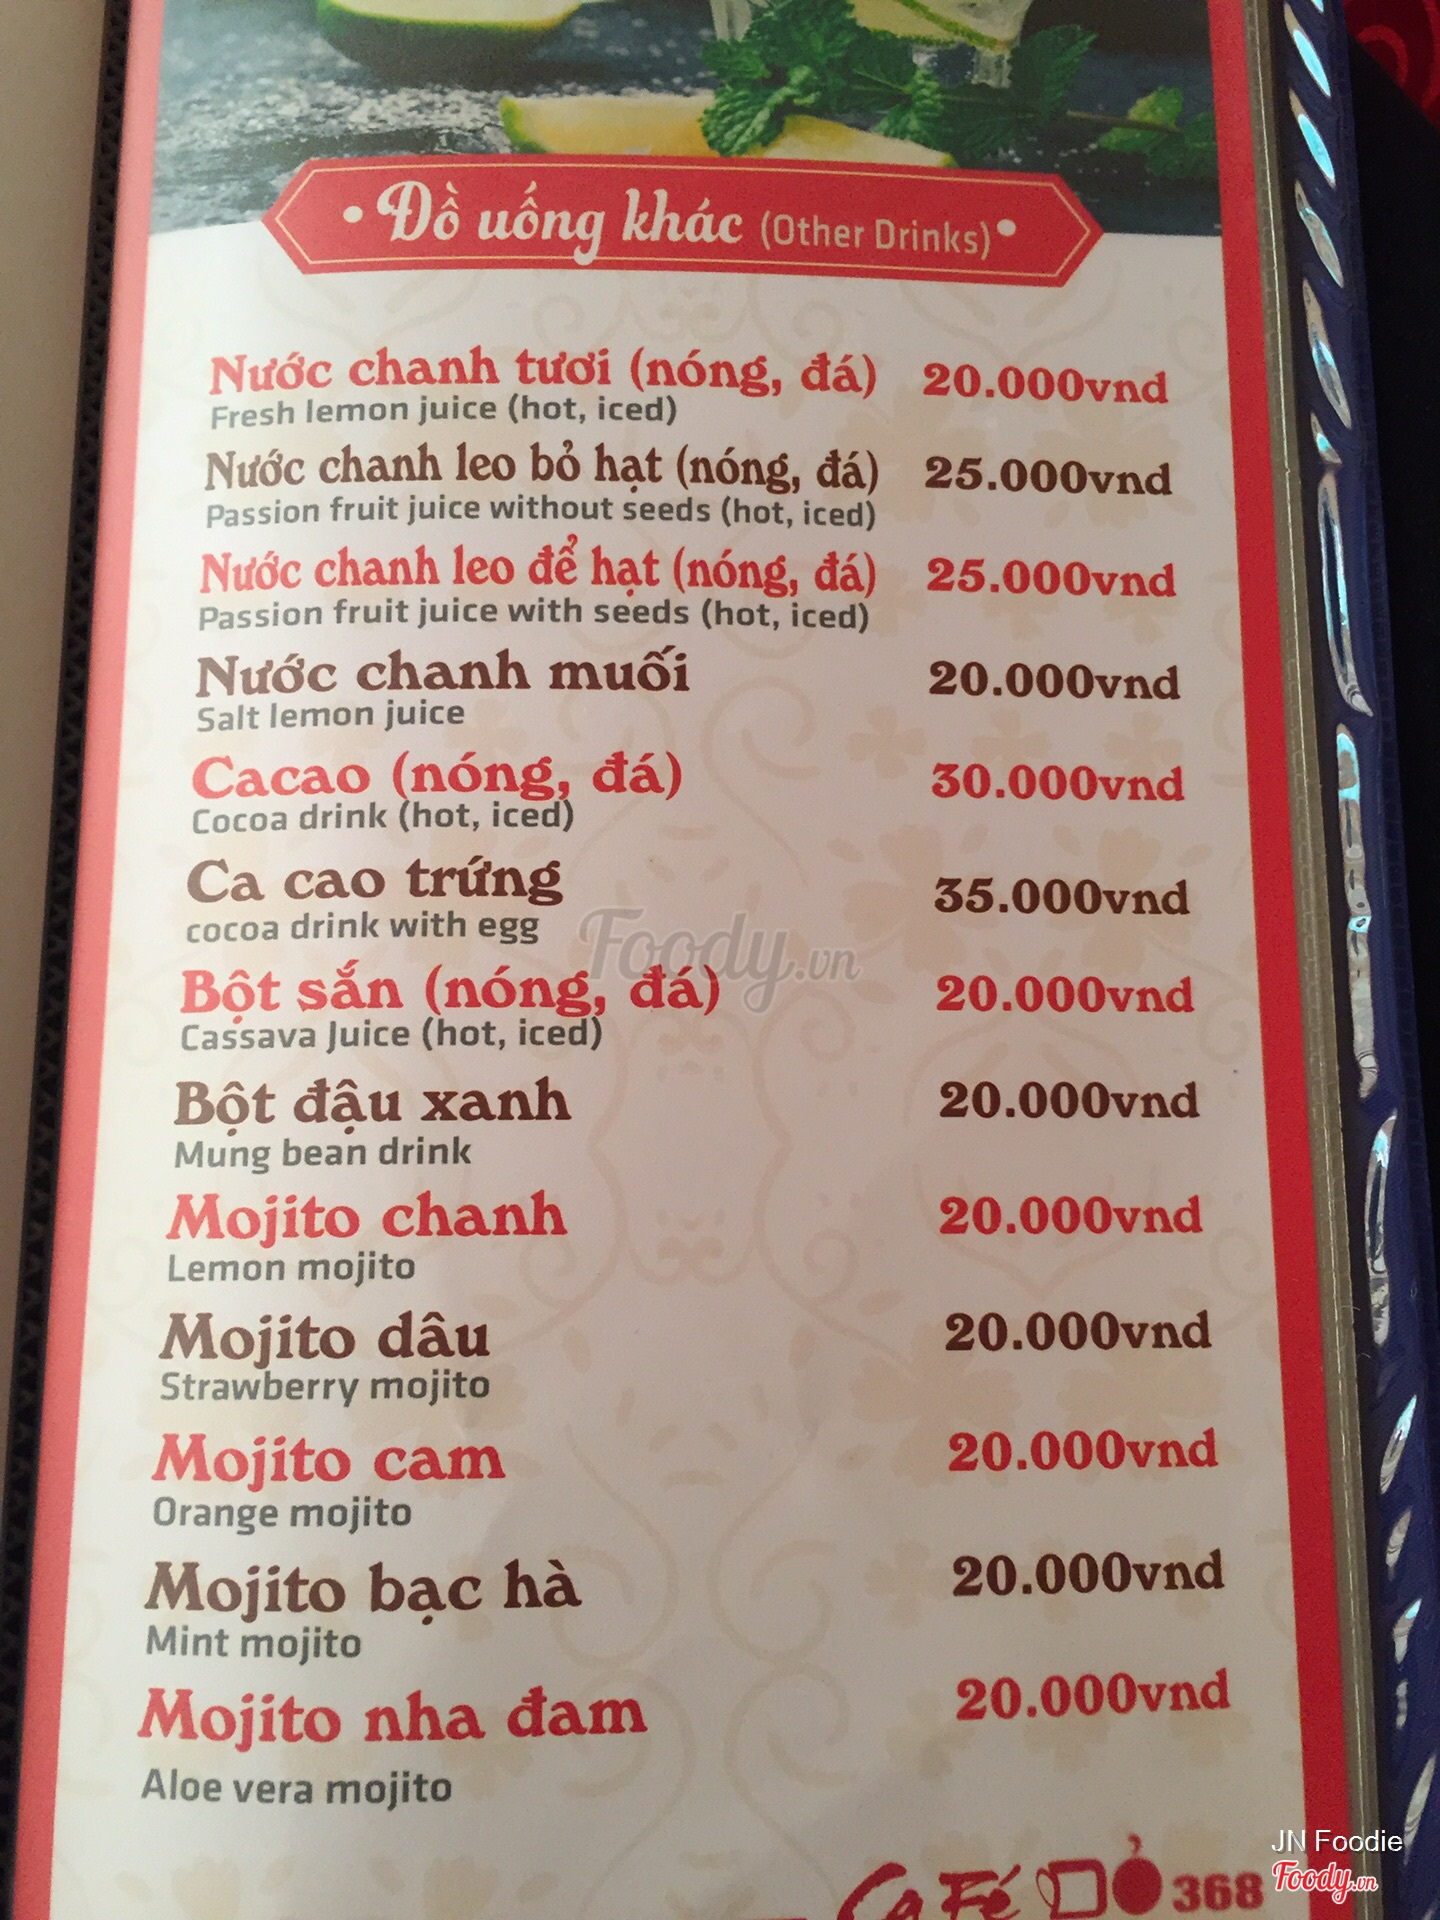 Đồ uống khác (Other Drinks)
Nước chanh tươi (nóng, đá) 20.000vnd
Fresh lemon juice (hot, iced)
Nước chanh leo bỏ hạt (nóng, đá) 25.000vnd
Passion fruit juice without seeds (hot, iced)
Nước chanh leo để hạt (nóng, đá) 25.000vnd
Passion fruit juice with seeds (hot, iced)
Nước chanh muối 20.000vnd
Salt lemon juice
Cacao (nóng, đá) 30.000vnd
Cocoa drink (hot, iced)
Ca cao trứng 35.000vnd
cocoa drink with egg
Foody.vn
Bột sắn (nóng, đá) 20.000vnd
Cassava Juice (hot, iced)
Bột đậu xanh 20.000vnd
Mung bean drink
Mojito chanh 20.000vnd
Lemon mojito
Mojito dâu 20.000vnd
Strawberry mojito
Mojito cam 20.000vnd
Orange mojito
Mojito bạc hà 20.000vnd
Mint mojito
Mojito nha đam 20.000vnd
Aloe vera mojito
JN Foodie
Foody.vn
Cafe 368